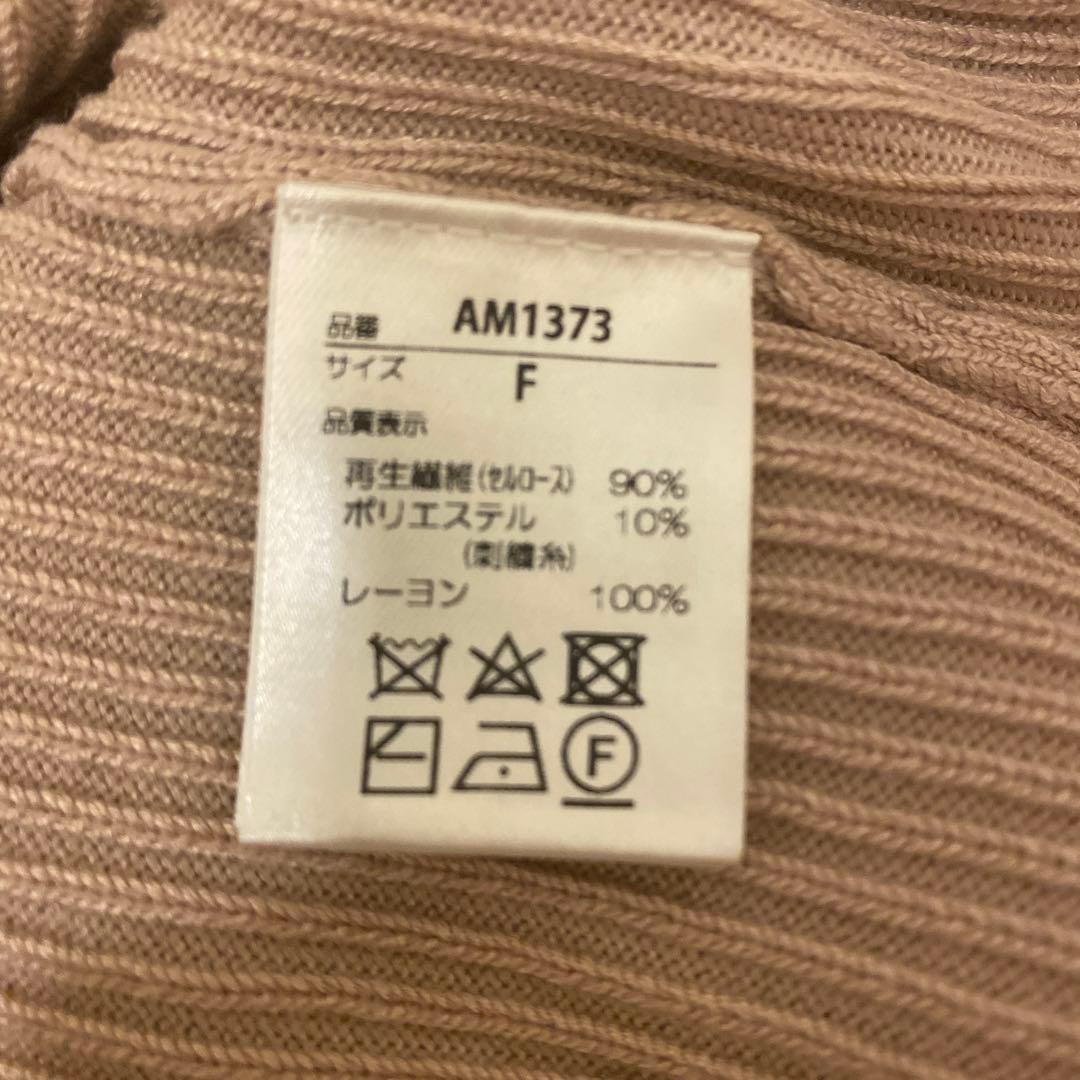 品番 AM1373
サイズ F
品質表示
再生繊維(ｾﾙﾛｰｽ) 90%
ポリエステル 10%
(刺繍糸)
レーヨン 100%
F